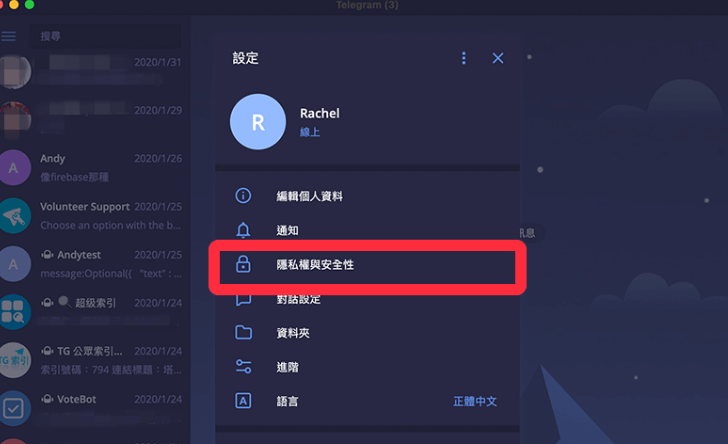 Telegram (3)
搜尋
2020/1/31
2020/1/29
Andy 2020/1/26
像firebase那種
Volunteer Support 2020/1/25
Choose an option with the b...
Andytest 2020/1/25
message:Optional({ "text" : ...
超級索引 2020/1/24
TG 公眾索引... 2020/1/24
TG 索引
索引號碼：794 連結標題：塔...
VoteBot 2020/1/24
設定
R
Rachel
線上
編輯個人資料
通知
隱私權與安全性
對話設定
資料夾
進階
語言 正體中文
訊息
A
A
A